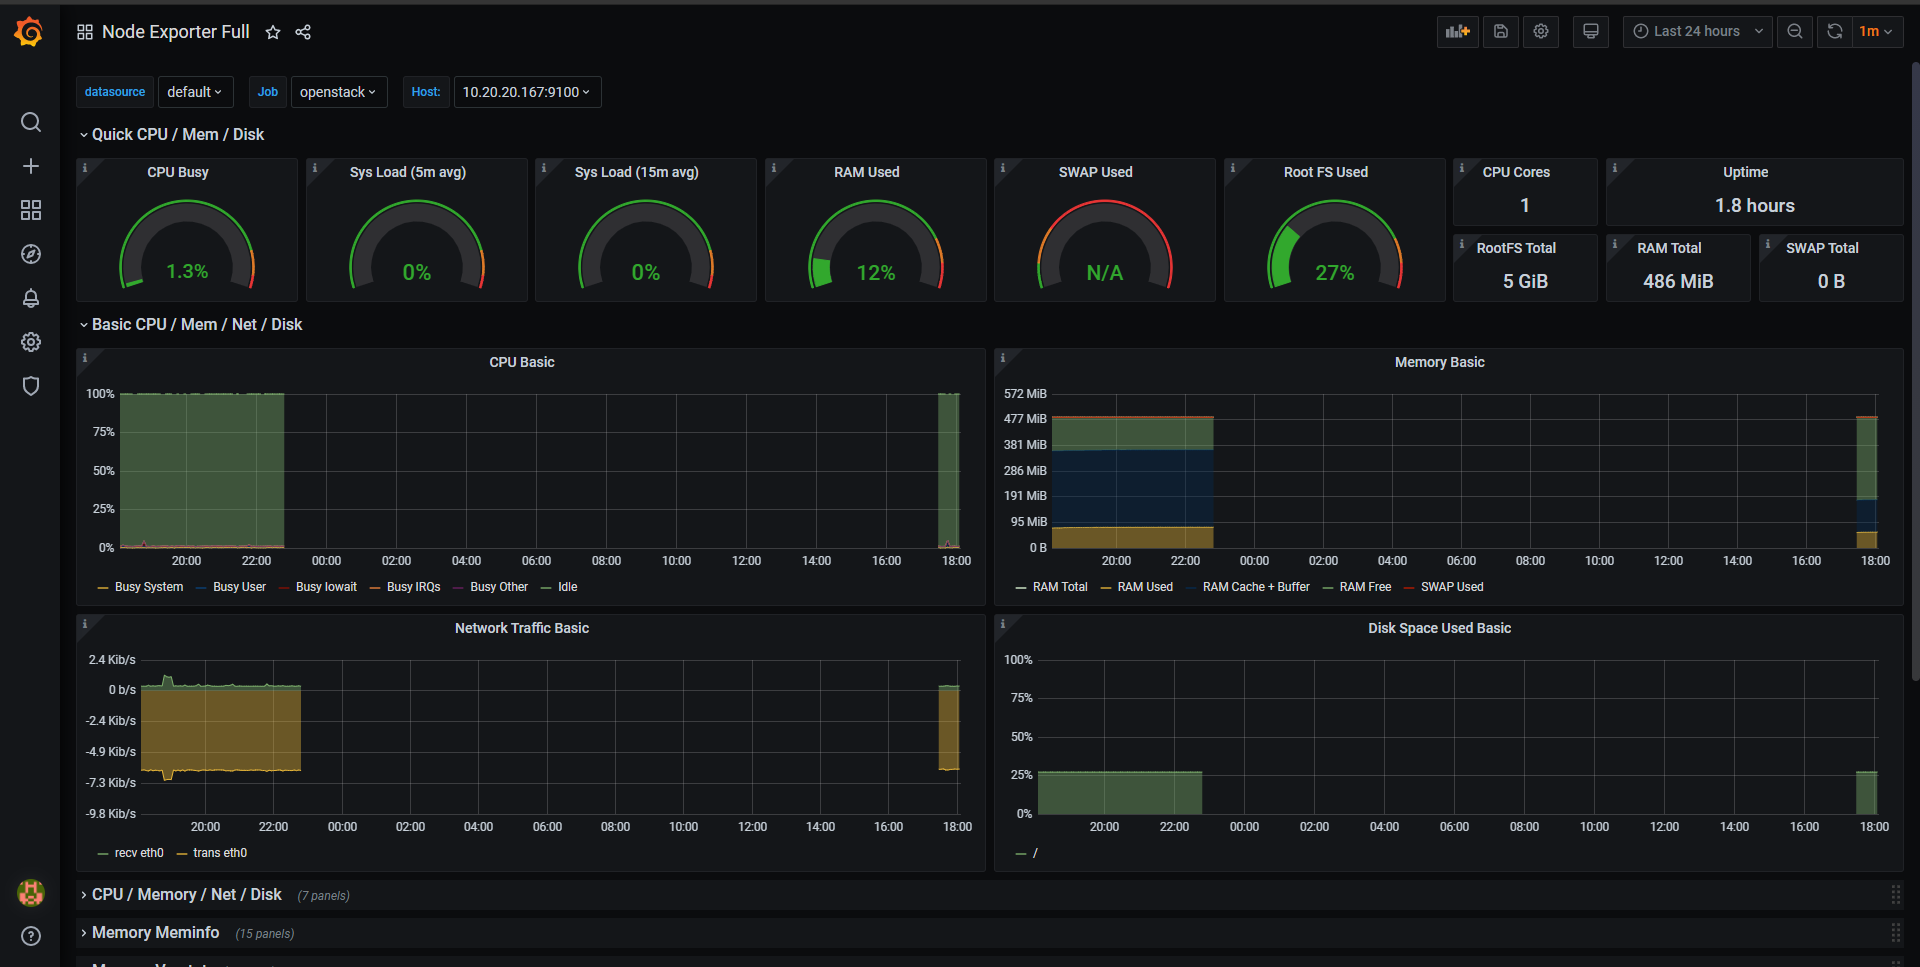 Node Exporter Full
Last 24 hours
1m
datasource default Job openstack Host: 10.20.20.167:9100
Quick CPU / Mem / Disk
CPU Busy
1.3%
Sys Load (5m avg)
0%
Sys Load (15m avg)
0%
RAM Used
12%
SWAP Used
N/A
Root FS Used
27%
CPU Cores
1
Uptime
1.8 hours
RootFS Total
5 GiB
RAM Total
486 MiB
SWAP Total
0 B
Basic CPU / Mem / Net / Disk
CPU Basic
100%
75%
50%
25%
0%
20:00 22:00 00:00 02:00 04:00 06:00 08:00 10:00 12:00 14:00 16:00 18:00
Busy System Busy User Busy Iowait Busy IRQs Busy Other Idle
Memory Basic
572 MiB
477 MiB
381 MiB
286 MiB
191 MiB
95 MiB
0 B
20:00 22:00 00:00 02:00 04:00 06:00 08:00 10:00 12:00 14:00 16:00 18:00
RAM Total RAM Used RAM Cache + Buffer RAM Free SWAP Used
Network Traffic Basic
2.4 Kib/s
0 b/s
-2.4 Kib/s
-4.9 Kib/s
-7.3 Kib/s
-9.8 Kib/s
20:00 22:00 00:00 02:00 04:00 06:00 08:00 10:00 12:00 14:00 16:00 18:00
recv eth0 trans eth0
Disk Space Used Basic
100%
75%
50%
25%
0%
20:00 22:00 00:00 02:00 04:00 06:00 08:00 10:00 12:00 14:00 16:00 18:00
/
CPU / Memory / Net / Disk (7 panels)
Memory Meminfo (15 panels)